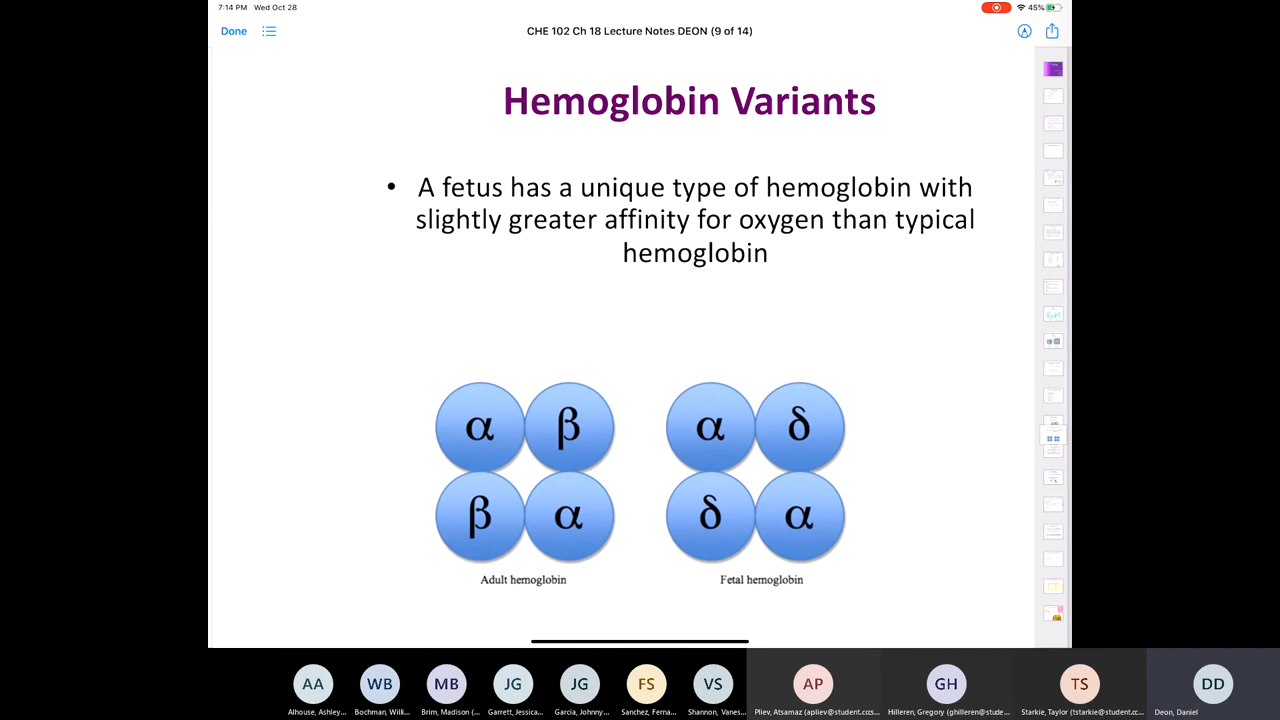 7:14 PM Wed Oct 28
45%
Done
CHE 102 Ch 18 Lecture Notes DEON (9 of 14)
Hemoglobin Variants
• A fetus has a unique type of hemoglobin with
slightly greater affinity for oxygen than typical
hemoglobin
α β α δ
β α δ α
Adult hemoglobin Fetal hemoglobin
AA WB MB JG JG FS VS AP GH TS DD
Alhouse, Ashley... Bochman, Willi... Brim, Madison (... Garrett, Jessica... Garcia, Johnny... Sanchez, Ferna... Shannon, Vanes... Pliev, Atsamaz (apliev@student.ccs... Hilleren, Gregory (ghilleren@stude... Starkie, Taylor (tstarkie@student.cc... Deon, Daniel